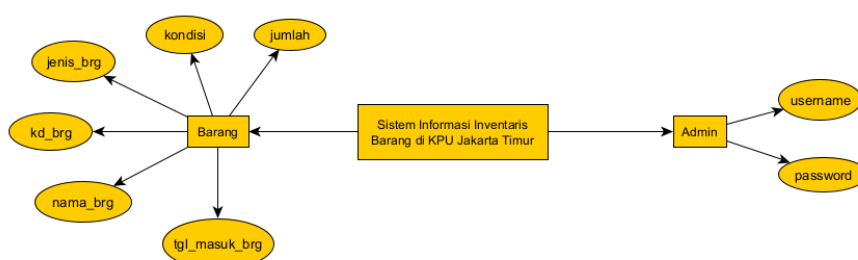 kondisi
jumlah
jenis_brg
kd_brg
Barang
nama_brg
tgl_masuk_brg
Sistem Informasi Inventaris
Barang di KPU Jakarta Timur
Admin
username
password